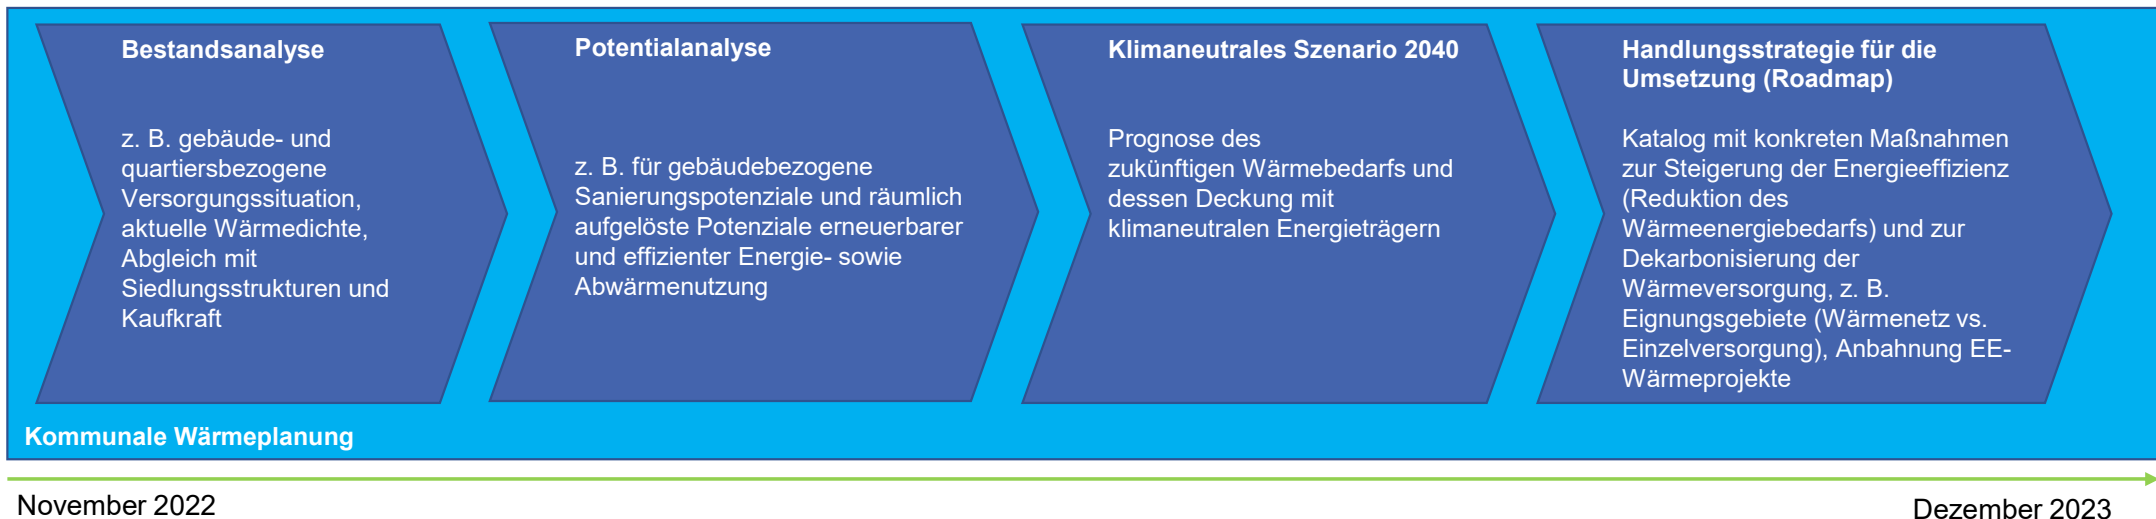 Bestandsanalyse
z. B. gebäude- und
quartiersbezogene
Versorgungssituation,
aktuelle Wärmedichte,
Abgleich mit
Siedlungsstrukturen und
Kaufkraft
Potentialanalyse
z. B. für gebäudebezogene
Sanierungspotenziale und räumlich
aufgelöste Potenziale erneuerbarer
und effizienter Energie- sowie
Abwärmenutzung
Klimaneutrales Szenario 2040
Prognose des
zukünftigen Wärmebedarfs und
dessen Deckung mit
klimaneutralen Energieträgern
Handlungsstrategie für die
Umsetzung (Roadmap)
Katalog mit konkreten Maßnahmen
zur Steigerung der Energieeffizienz
(Reduktion des
Wärmeenergiebedarfs) und zur
Dekarbonisierung der
Wärmeversorgung, z. B.
Eignungsgebiete (Wärmenetz vs.
Einzelversorgung), Anbahnung EE-
Wärmeprojekte
Kommunale Wärmeplanung
November 2022
Dezember 2023